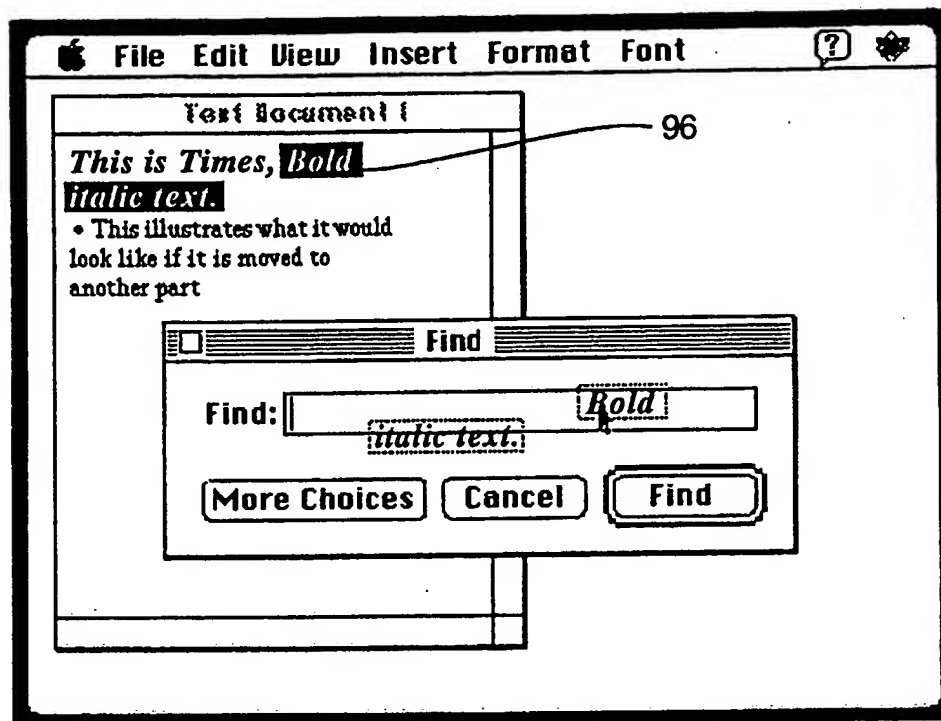 File Edit View Insert Format Font ?
Text Document 1
96
This is Times, Bold
italic text.
• This illustrates what it would
look like if it is moved to
another part
Find
Find:
Bold
italic text.
More Choices Cancel Find